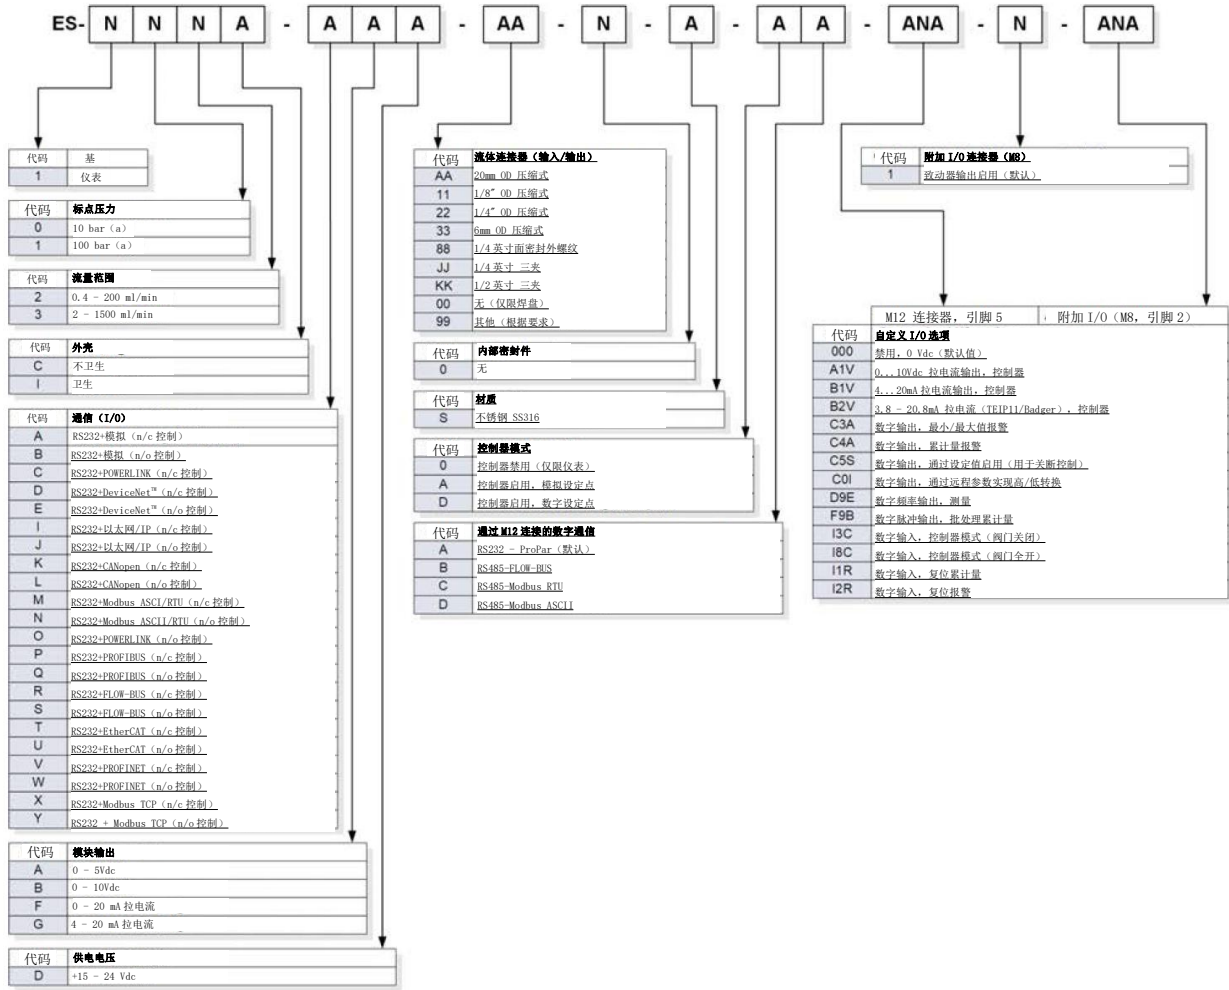 ES- N N N A - A A A - AA - N - A - A A - ANA - N - ANA
代码 基
1 仪表
代码 标点压力
0 10 bar（a）
1 100 bar（a）
代码 流量范围
2 0.4 - 200 ml/min
3 2 - 1500 ml/min
代码 外壳
C 不卫生
I 卫生
代码 通信（I/O）
A RS232+模拟（n/c 控制）
B RS232+模拟（n/o 控制）
C RS232+POWERLINK（n/c 控制）
D RS232+DeviceNet™（n/c 控制）
E RS232+DeviceNet™（n/o 控制）
I RS232+以太网/IP（n/c 控制）
J RS232+以太网/IP（n/o 控制）
K RS232+CANopen（n/c 控制）
L RS232+CANopen（n/o 控制）
M RS232+Modbus ASCI/RTU（n/c 控制）
N RS232+Modbus ASCII/RTU（n/o 控制）
O RS232+POWERLINK（n/o 控制）
P RS232+PROFIBUS（n/c 控制）
Q RS232+PROFIBUS（n/o 控制）
R RS232+FLOW-BUS（n/c 控制）
S RS232+FLOW-BUS（n/o 控制）
T RS232+EtherCAT（n/c 控制）
U RS232+EtherCAT（n/o 控制）
V RS232+PROFINET（n/c 控制）
W RS232+PROFINET（n/o 控制）
X RS232+Modbus TCP（n/c 控制）
Y RS232 + Modbus TCP（n/o 控制）
代码 模块输出
A 0 - 5Vdc
B 0 - 10Vdc
F 0 - 20 mA 拉电流
G 4 - 20 mA 拉电流
代码 供电电压
D +15 - 24 Vdc
代码 流体连接器（输入/输出）
AA 20mm OD 压缩式
11 1/8″ OD 压缩式
22 1/4″ OD 压缩式
33 6mm OD 压缩式
88 1/4 英寸面密封外螺纹
JJ 1/4 英寸 三夹
KK 1/2 英寸 三夹
00 无（仅限焊盘）
99 其他（根据要求）
代码 内部密封件
0 无
代码 材质
S 不锈钢 SS316
代码 控制器模式
0 控制器禁用（仅限仪表）
A 控制器启用，模拟设定点
D 控制器启用，数字设定点
代码 通过 M12 连接的数字通信
A RS232 - ProPar（默认）
B RS485-FLOW-BUS
C RS485-Modbus RTU
D RS485-Modbus ASCII
代码 附加 I/O 连接器（M8）
1 致动器输出启用（默认）
M12 连接器，引脚 5 附加 I/O（M8，引脚 2）
代码 自定义 I/O 选项
000 禁用，0 Vdc（默认值）
A1V 0...10Vdc 拉电流输出，控制器
B1V 4...20mA 拉电流输出，控制器
B2V 3.8 - 20.8mA 拉电流（TEIP11/Badger），控制器
C3A 数字输出，最小/最大值报警
C4A 数字输出，累计量报警
C5S 数字输出，通过设定值启用（用于关断控制）
C0I 数字输出，通过远程参数实现高/低转换
D9E 数字频率输出，测量
F9B 数字脉冲输出，批处理累计量
I3C 数字输入，控制器模式（阀门关闭）
I8C 数字输入，控制器模式（阀门全开）
I1R 数字输入，复位累计量
I2R 数字输入，复位报警